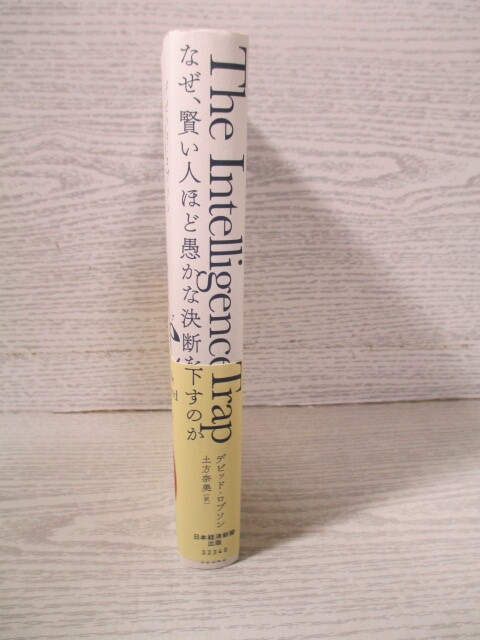 The Intelligence Trap
なぜ、賢い人ほど愚かな決断を下すのか
デビッド・ロブソン
土方奈美[訳]
日本経済新聞
出版
32340